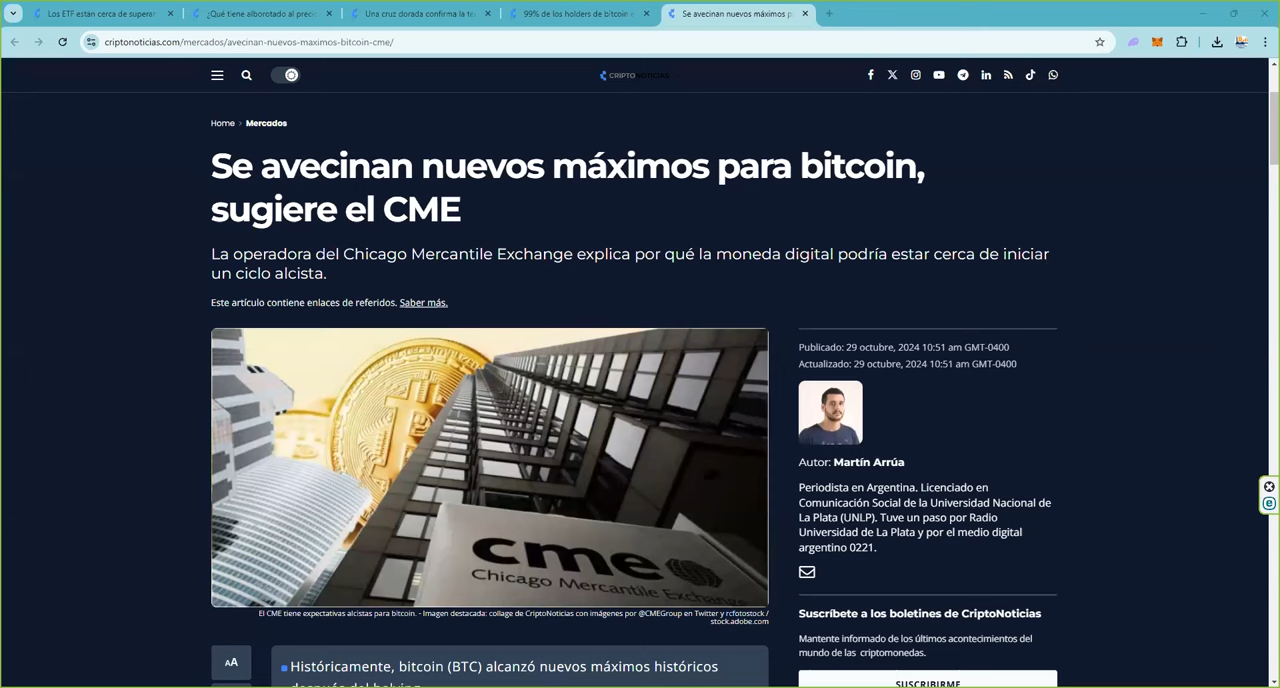 Los ETF estan cerca de superar
¿Qué tiene alborotado al preci
Una cruz dorada confirma la te
99% de los holders de bitcoin e
Se avecinan nuevos máximos p
criptonoticias.com/mercados/avecinan-nuevos-maximos-bitcoin-cme/
CRIPTONOTICIAS
Home > Mercados
Se avecinan nuevos máximos para bitcoin,
sugiere el CME
La operadora del Chicago Mercantile Exchange explica por qué la moneda digital podría estar cerca de iniciar
un ciclo alcista.
Este artículo contiene enlaces de referidos. Saber más.
cme
Chicago Mercantile Exchange
El CME tiene expectativas alcistas para bitcoin. - Imagen destacada: collage de CriptoNoticias con imágenes por @CMEGroup en Twitter y rcfotostock /
stock.adobe.com
Publicado: 29 octubre, 2024 10:51 am GMT-0400
Actualizado: 29 octubre, 2024 10:51 am GMT-0400
Autor: Martín Arrúa
Periodista en Argentina. Licenciado en
Comunicación Social de la Universidad Nacional de
La Plata (UNLP). Tuve un paso por Radio
Universidad de La Plata y por el medio digital
argentino 0221.
Suscríbete a los boletines de CriptoNoticias
Mantente informado de los últimos acontecimientos del
mundo de las criptomonedas.
SUSCRIBIRME
AA
Históricamente, bitcoin (BTC) alcanzó nuevos máximos históricos
después del halving.